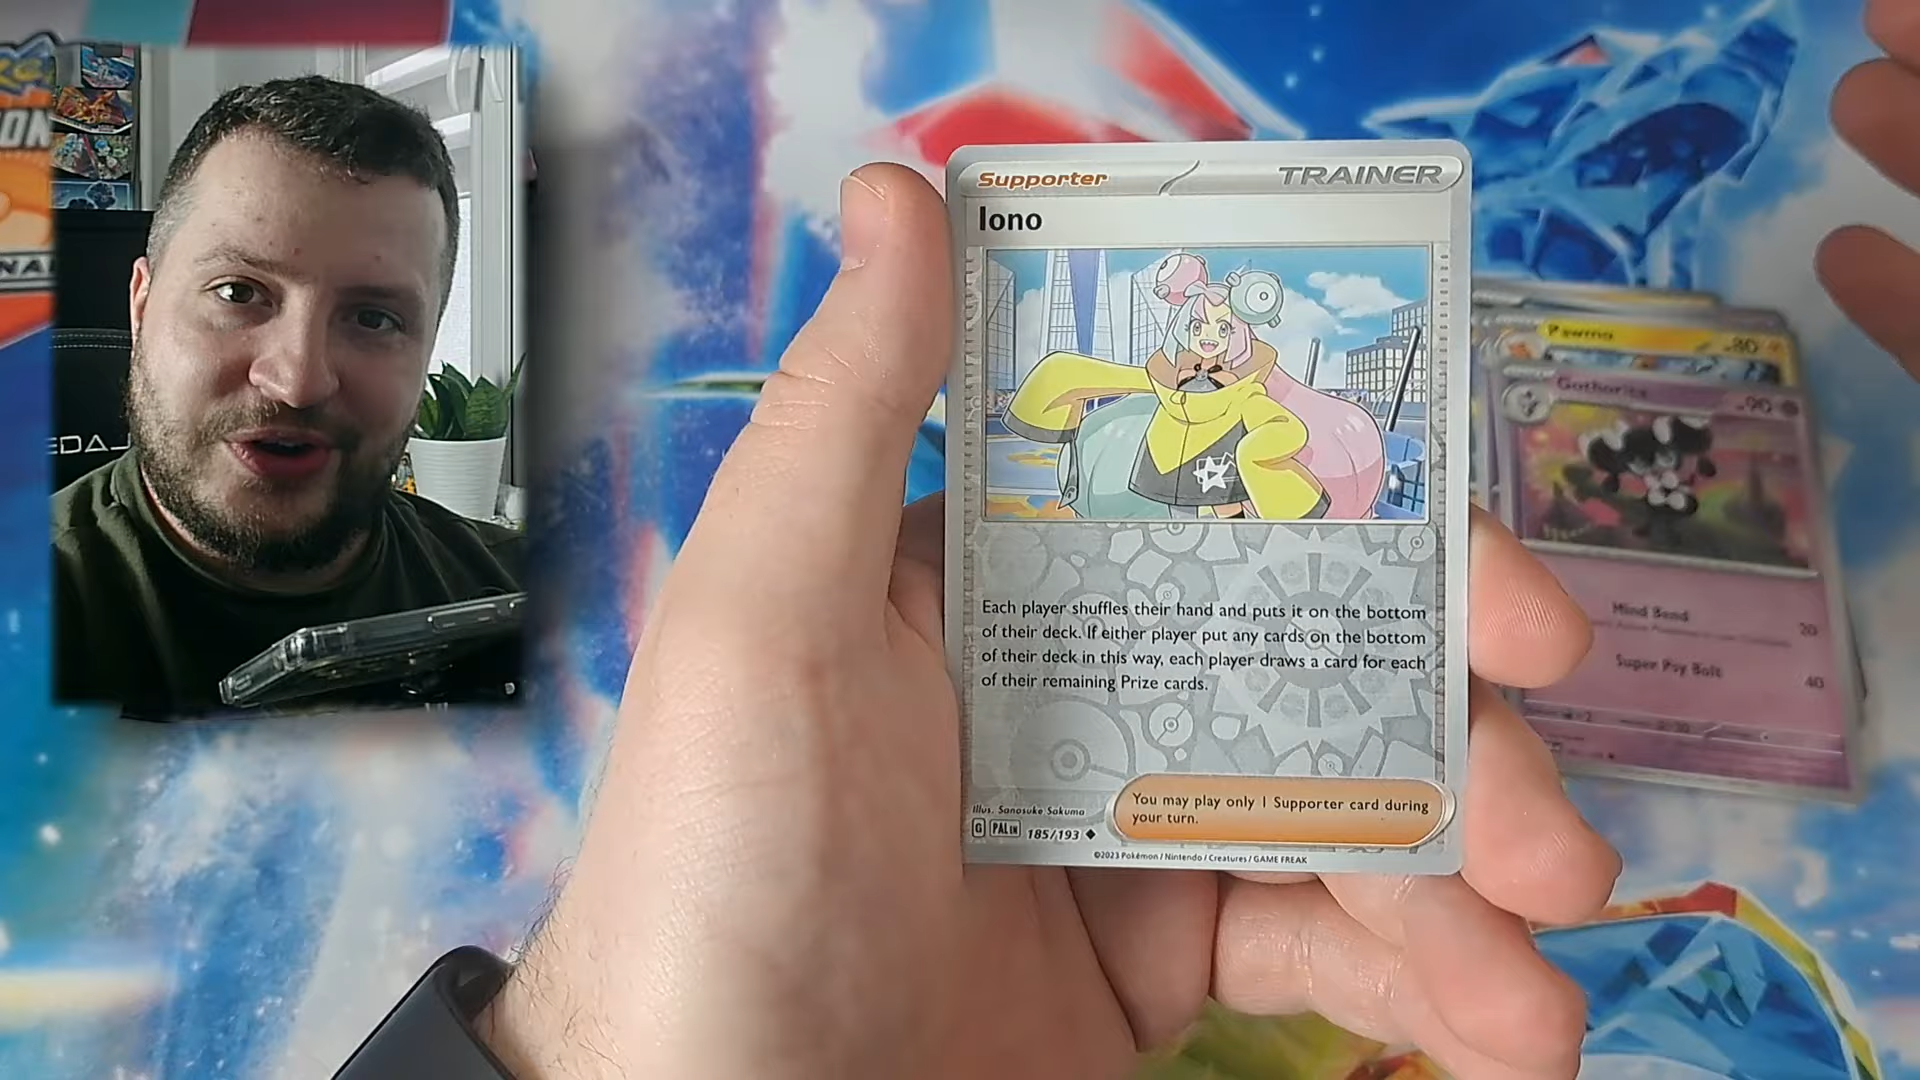 ON
NA
EDAJ
Supporter
TRAINER
Iono
Each player shuffles their hand and puts it on the bottom
of their deck. If either player put any cards on the bottom
of their deck in this way, each player draws a card for each
of their remaining Prize cards.
You may play only 1 Supporter card during
your turn.
Illus. Sanosuke Sakuma
G PAL EN 185/193
©2023 Pokémon / Nintendo / Creatures / GAME FREAK
Pawmo
80
Gothorita
90
Mind Bend
20
Super Psy Bolt
40